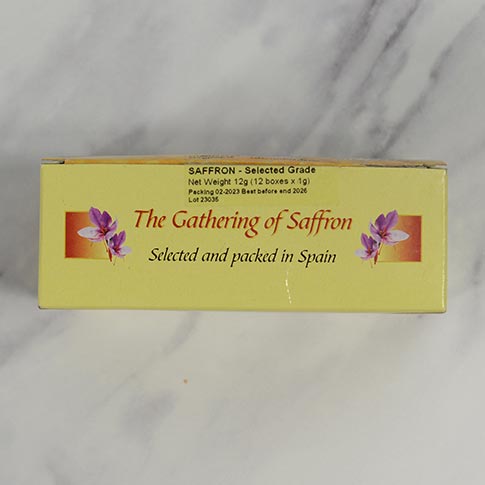 SAFFRON - Selected Grade
Net Weight 12g (12 boxes x 1g)
Packing 02-2023 Best before end 2026
Lot 23035
The Gathering of Saffron
Selected and packed in Spain